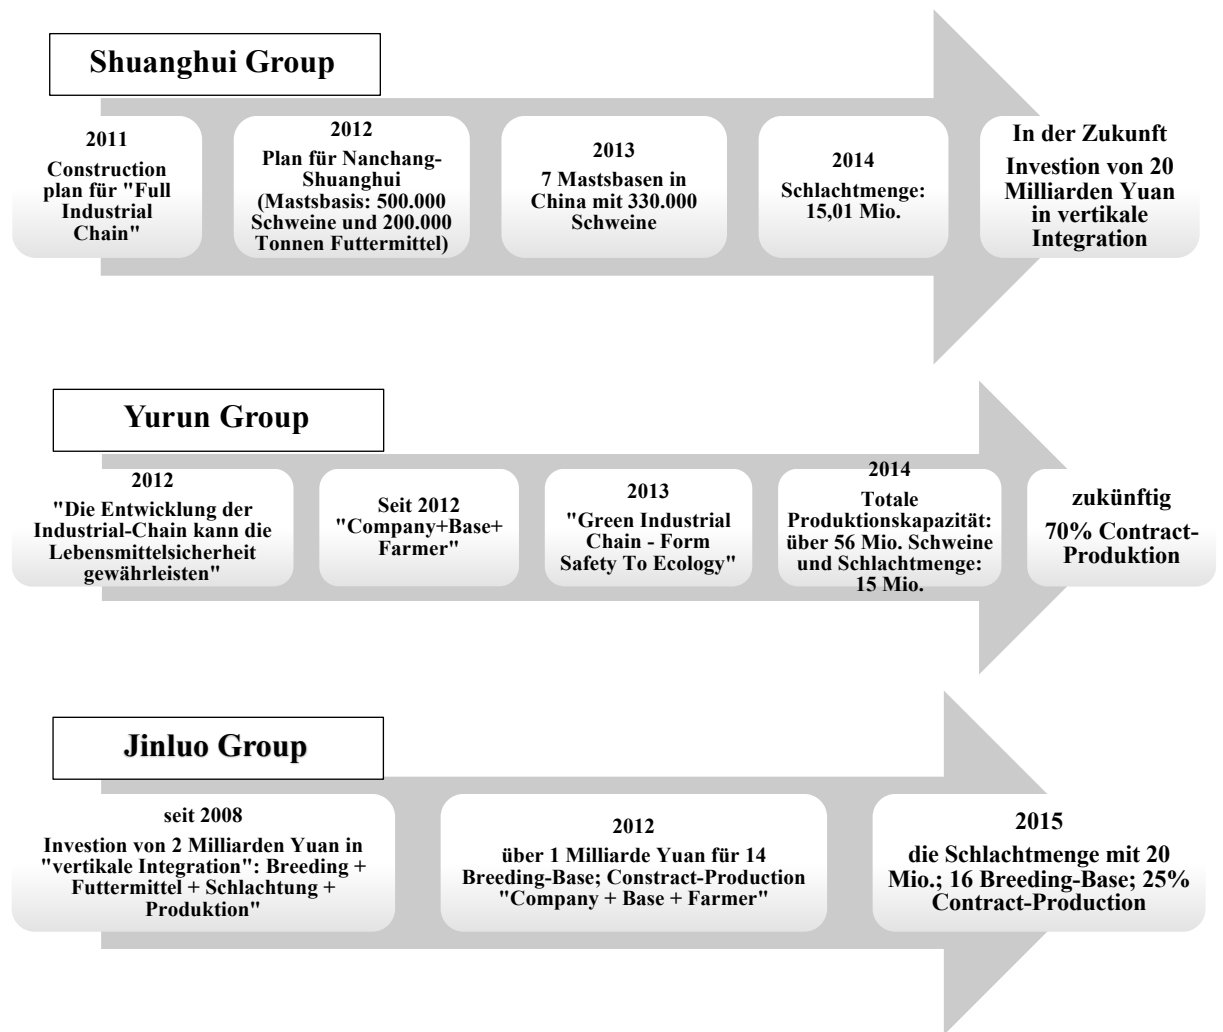 Shuanghui Group
2011
Construction
plan für "Full
Industrial
Chain"
2012
Plan für Nanchang-
Shuanghui
(Mastsbasis: 500.000
Schweine und 200.000
Tonnen Futtermittel)
2013
7 Mastsbasen in
China mit 330.000
Schweine
2014
Schlachtmenge:
15,01 Mio.
In der Zukunft
Investion von 20
Milliarden Yuan
in vertikale
Integration
Yurun Group
2012
"Die Entwicklung der
Industrial-Chain kann die
Lebensmittelsicherheit
gewährleisten"
Seit 2012
"Company+Base+
Farmer"
2013
"Green Industrial
Chain - Form
Safety To Ecology"
2014
Totale
Produktionskapazität:
über 56 Mio. Schweine
und Schlachtmenge:
15 Mio.
zukünftig
70% Contract-
Produktion
Jinluo Group
seit 2008
Investion von 2 Milliarden Yuan in
"vertikale Integration": Breeding +
Futtermittel + Schlachtung +
Produktion"
2012
über 1 Milliarde Yuan für 14
Breeding-Base; Constract-Production
"Company + Base + Farmer"
2015
die Schlachtmenge mit 20
Mio.; 16 Breeding-Base; 25%
Contract-Production